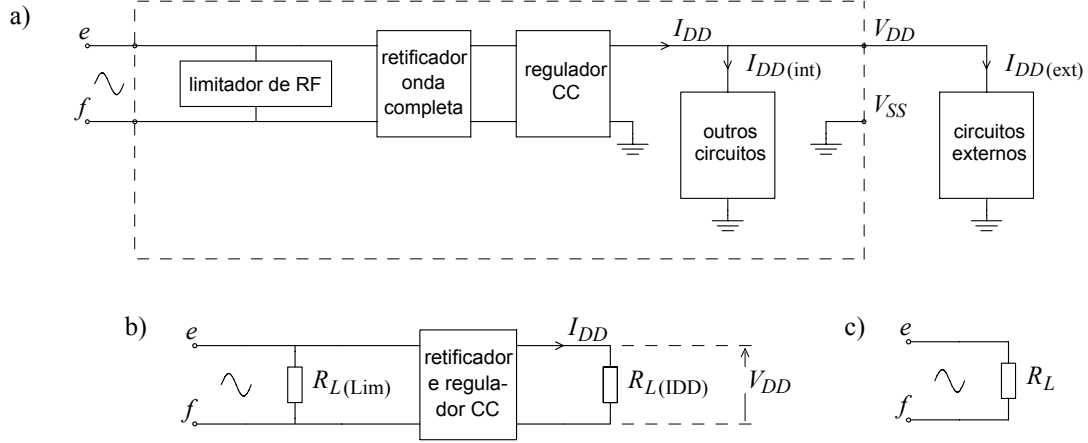 a)
e
f
limitador de RF
retificador
onda
completa
regulador
CC
I_DD
I_DD(int)
outros
circuitos
V_DD
V_SS
I_DD(ext)
circuitos
externos
b)
e
f
R_L(Lim)
retificador
e regula-
dor CC
I_DD
R_L(IDD)
V_DD
c)
e
f
R_L